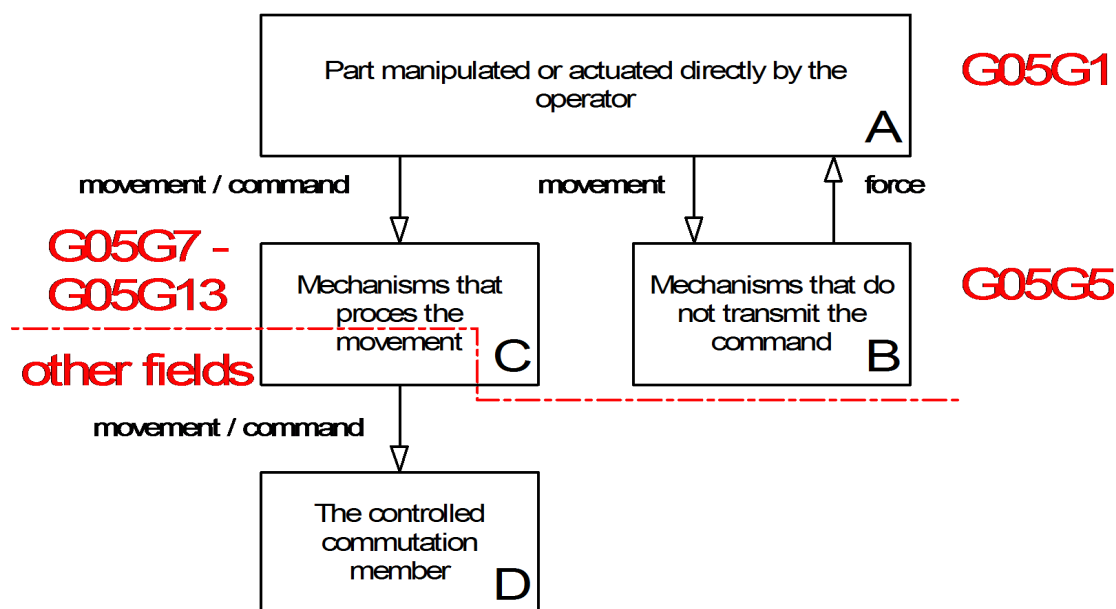 Part manipulated or actuated directly by the
operator
A
G05G1
movement / command
movement
force
G05G7 -
G05G13
Mechanisms that
proces the
movement
C
Mechanisms that do
not transmit the
command
B
G05G5
other fields
movement / command
The controlled
commutation
member
D